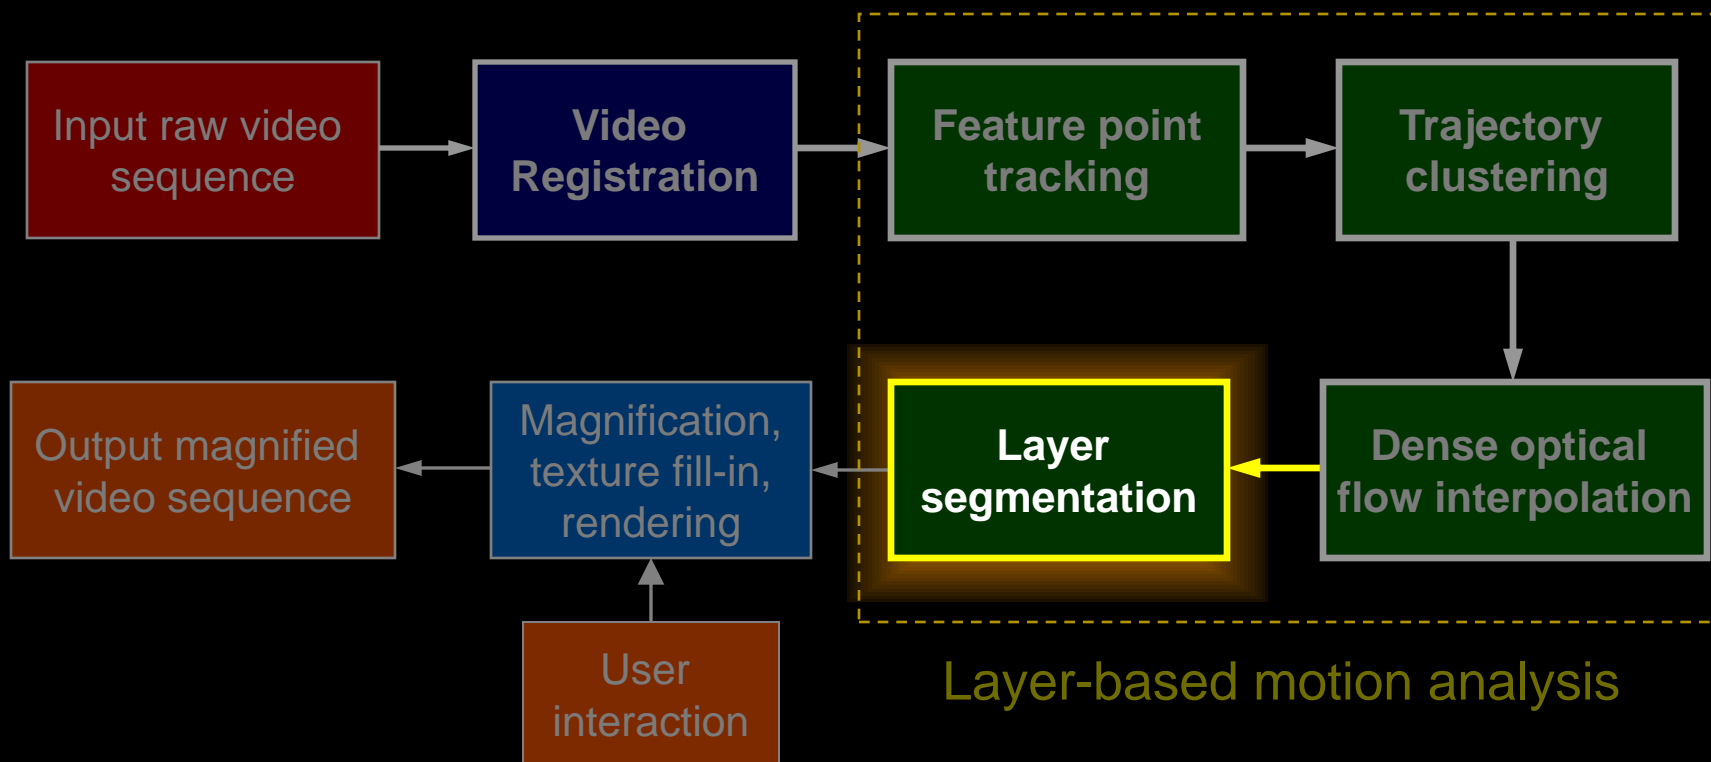 Input raw video
sequence
Video
Registration
Feature point
tracking
Trajectory
clustering
Output magnified
video sequence
Magnification,
texture fill-in,
rendering
Layer
segmentation
Dense optical
flow interpolation
User
interaction
Layer-based motion analysis